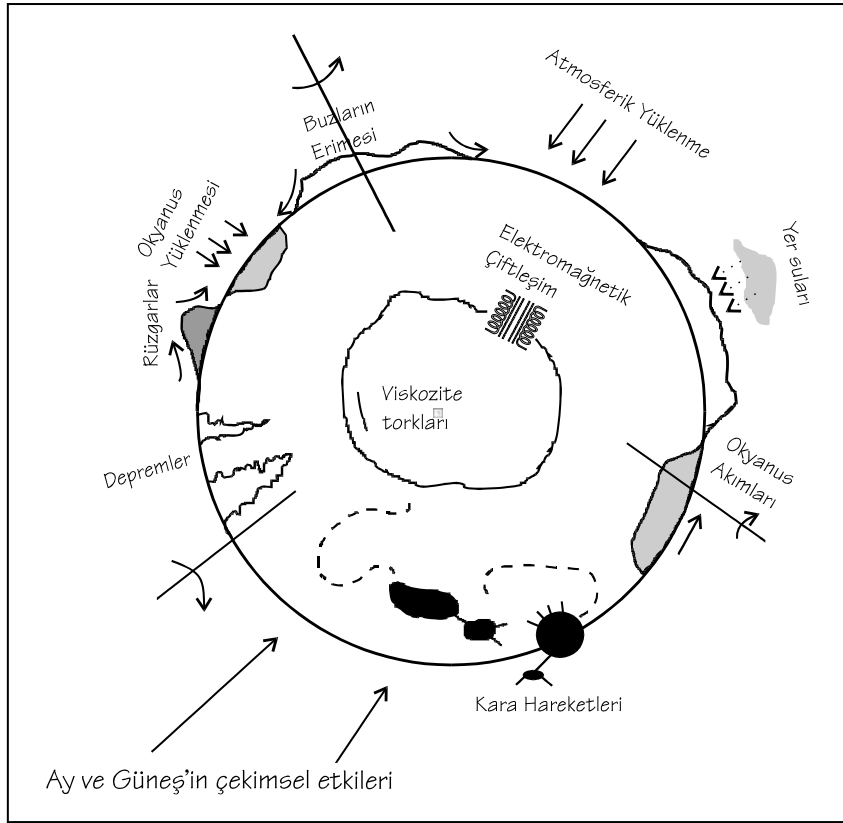 Atmosferik Yüklenme
Buzların
Erimesi
Okyanus
Yüklenmesi
Rüzgarlar
Elektromağnetik
Çiftleşim
Yer suları
Viskozite
torkları
Depremler
Okyanus
Akımları
Kara Hareketleri
Ay ve Güneş'in çekimsel etkileri